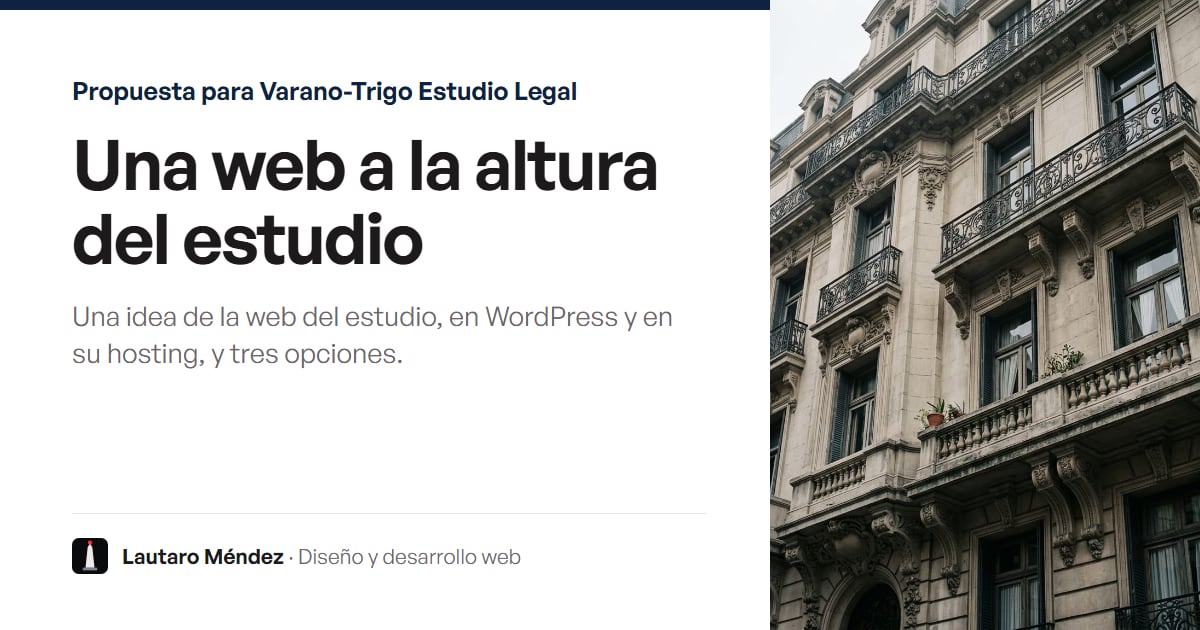 Propuesta para Varano-Trigo Estudio Legal
Una web a la altura
del estudio
Una idea de la web del estudio, en WordPress y en
su hosting, y tres opciones.
Lautaro Méndez · Diseño y desarrollo web